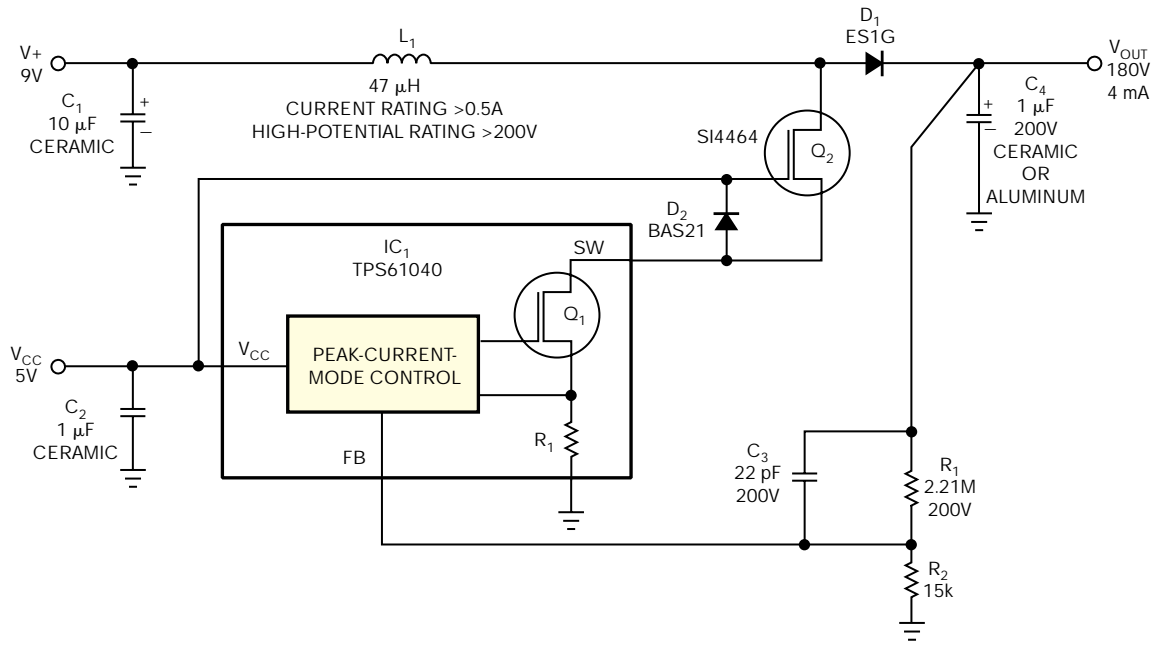 V+
9V
C1
10 μF
CERAMIC
L1
47 μH
CURRENT RATING >0.5A
HIGH-POTENTIAL RATING >200V
D1
ES1G
VOUT
180V
4 mA
C4
1 μF
200V
CERAMIC
OR
ALUMINUM
SI4464
Q2
D2
BAS21
IC1
TPS61040
SW
Q1
VCC
5V
VCC
PEAK-CURRENT-
MODE CONTROL
C2
1 μF
CERAMIC
FB
R1
C3
22 pF
200V
R1
2.21M
200V
R2
15k